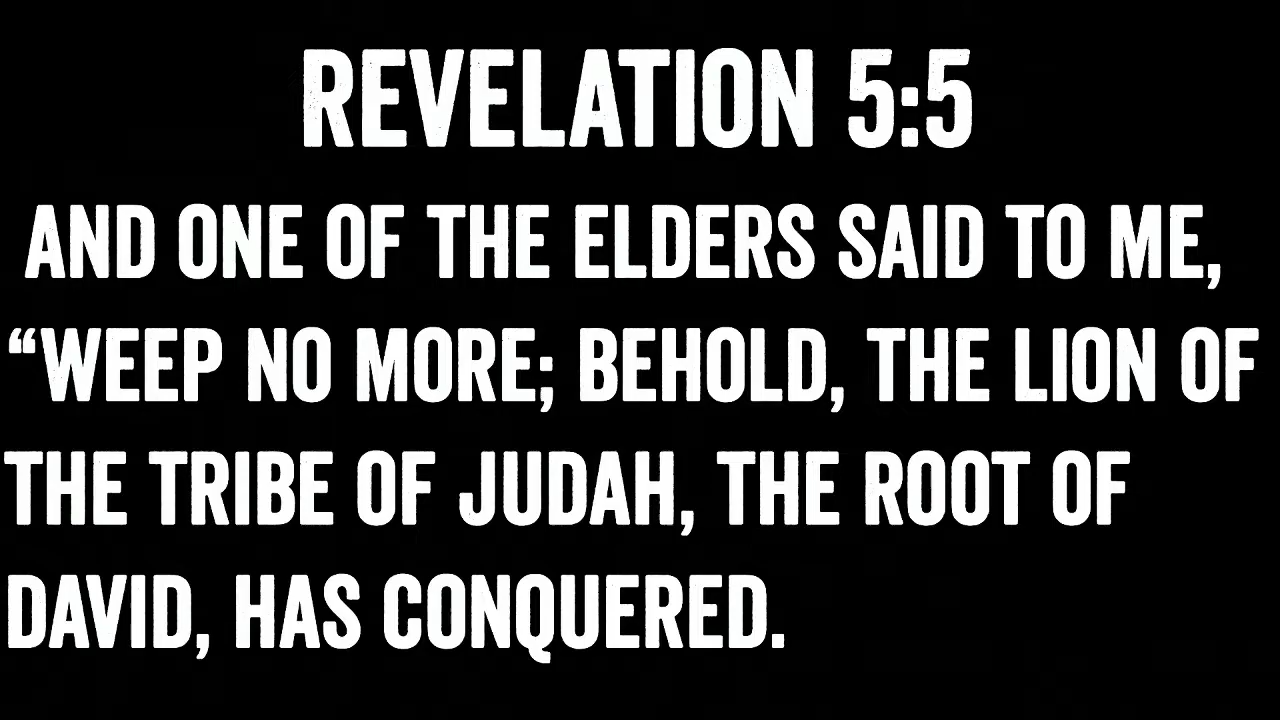 REVELATION 5:5
AND ONE OF THE ELDERS SAID TO ME,
“WEEP NO MORE; BEHOLD, THE LION OF
THE TRIBE OF JUDAH, THE ROOT OF
DAVID, HAS CONQUERED.